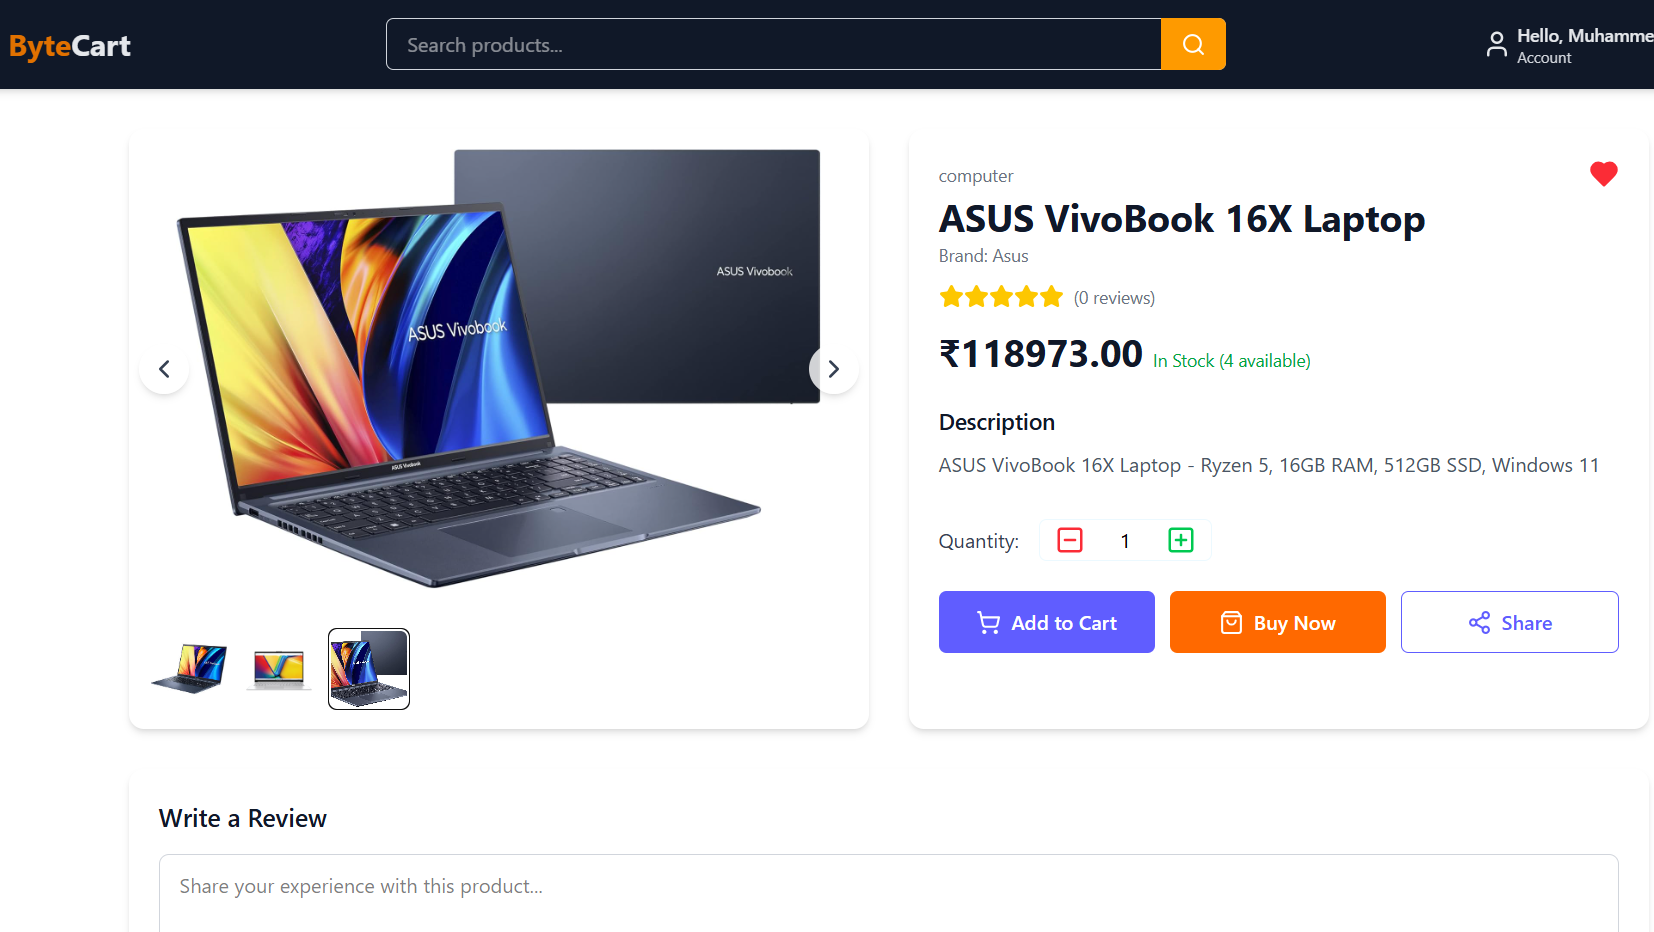 ByteCart
Search products...
Hello, Muhamme
Account
ASUS Vivobook
ASUS Vivobook
ASUS Vivobook
computer
ASUS VivoBook 16X Laptop
Brand: Asus
(0 reviews)
₹118973.00 In Stock (4 available)
Description
ASUS VivoBook 16X Laptop - Ryzen 5, 16GB RAM, 512GB SSD, Windows 11
Quantity: 1
Add to Cart Buy Now Share
Write a Review
Share your experience with this product...